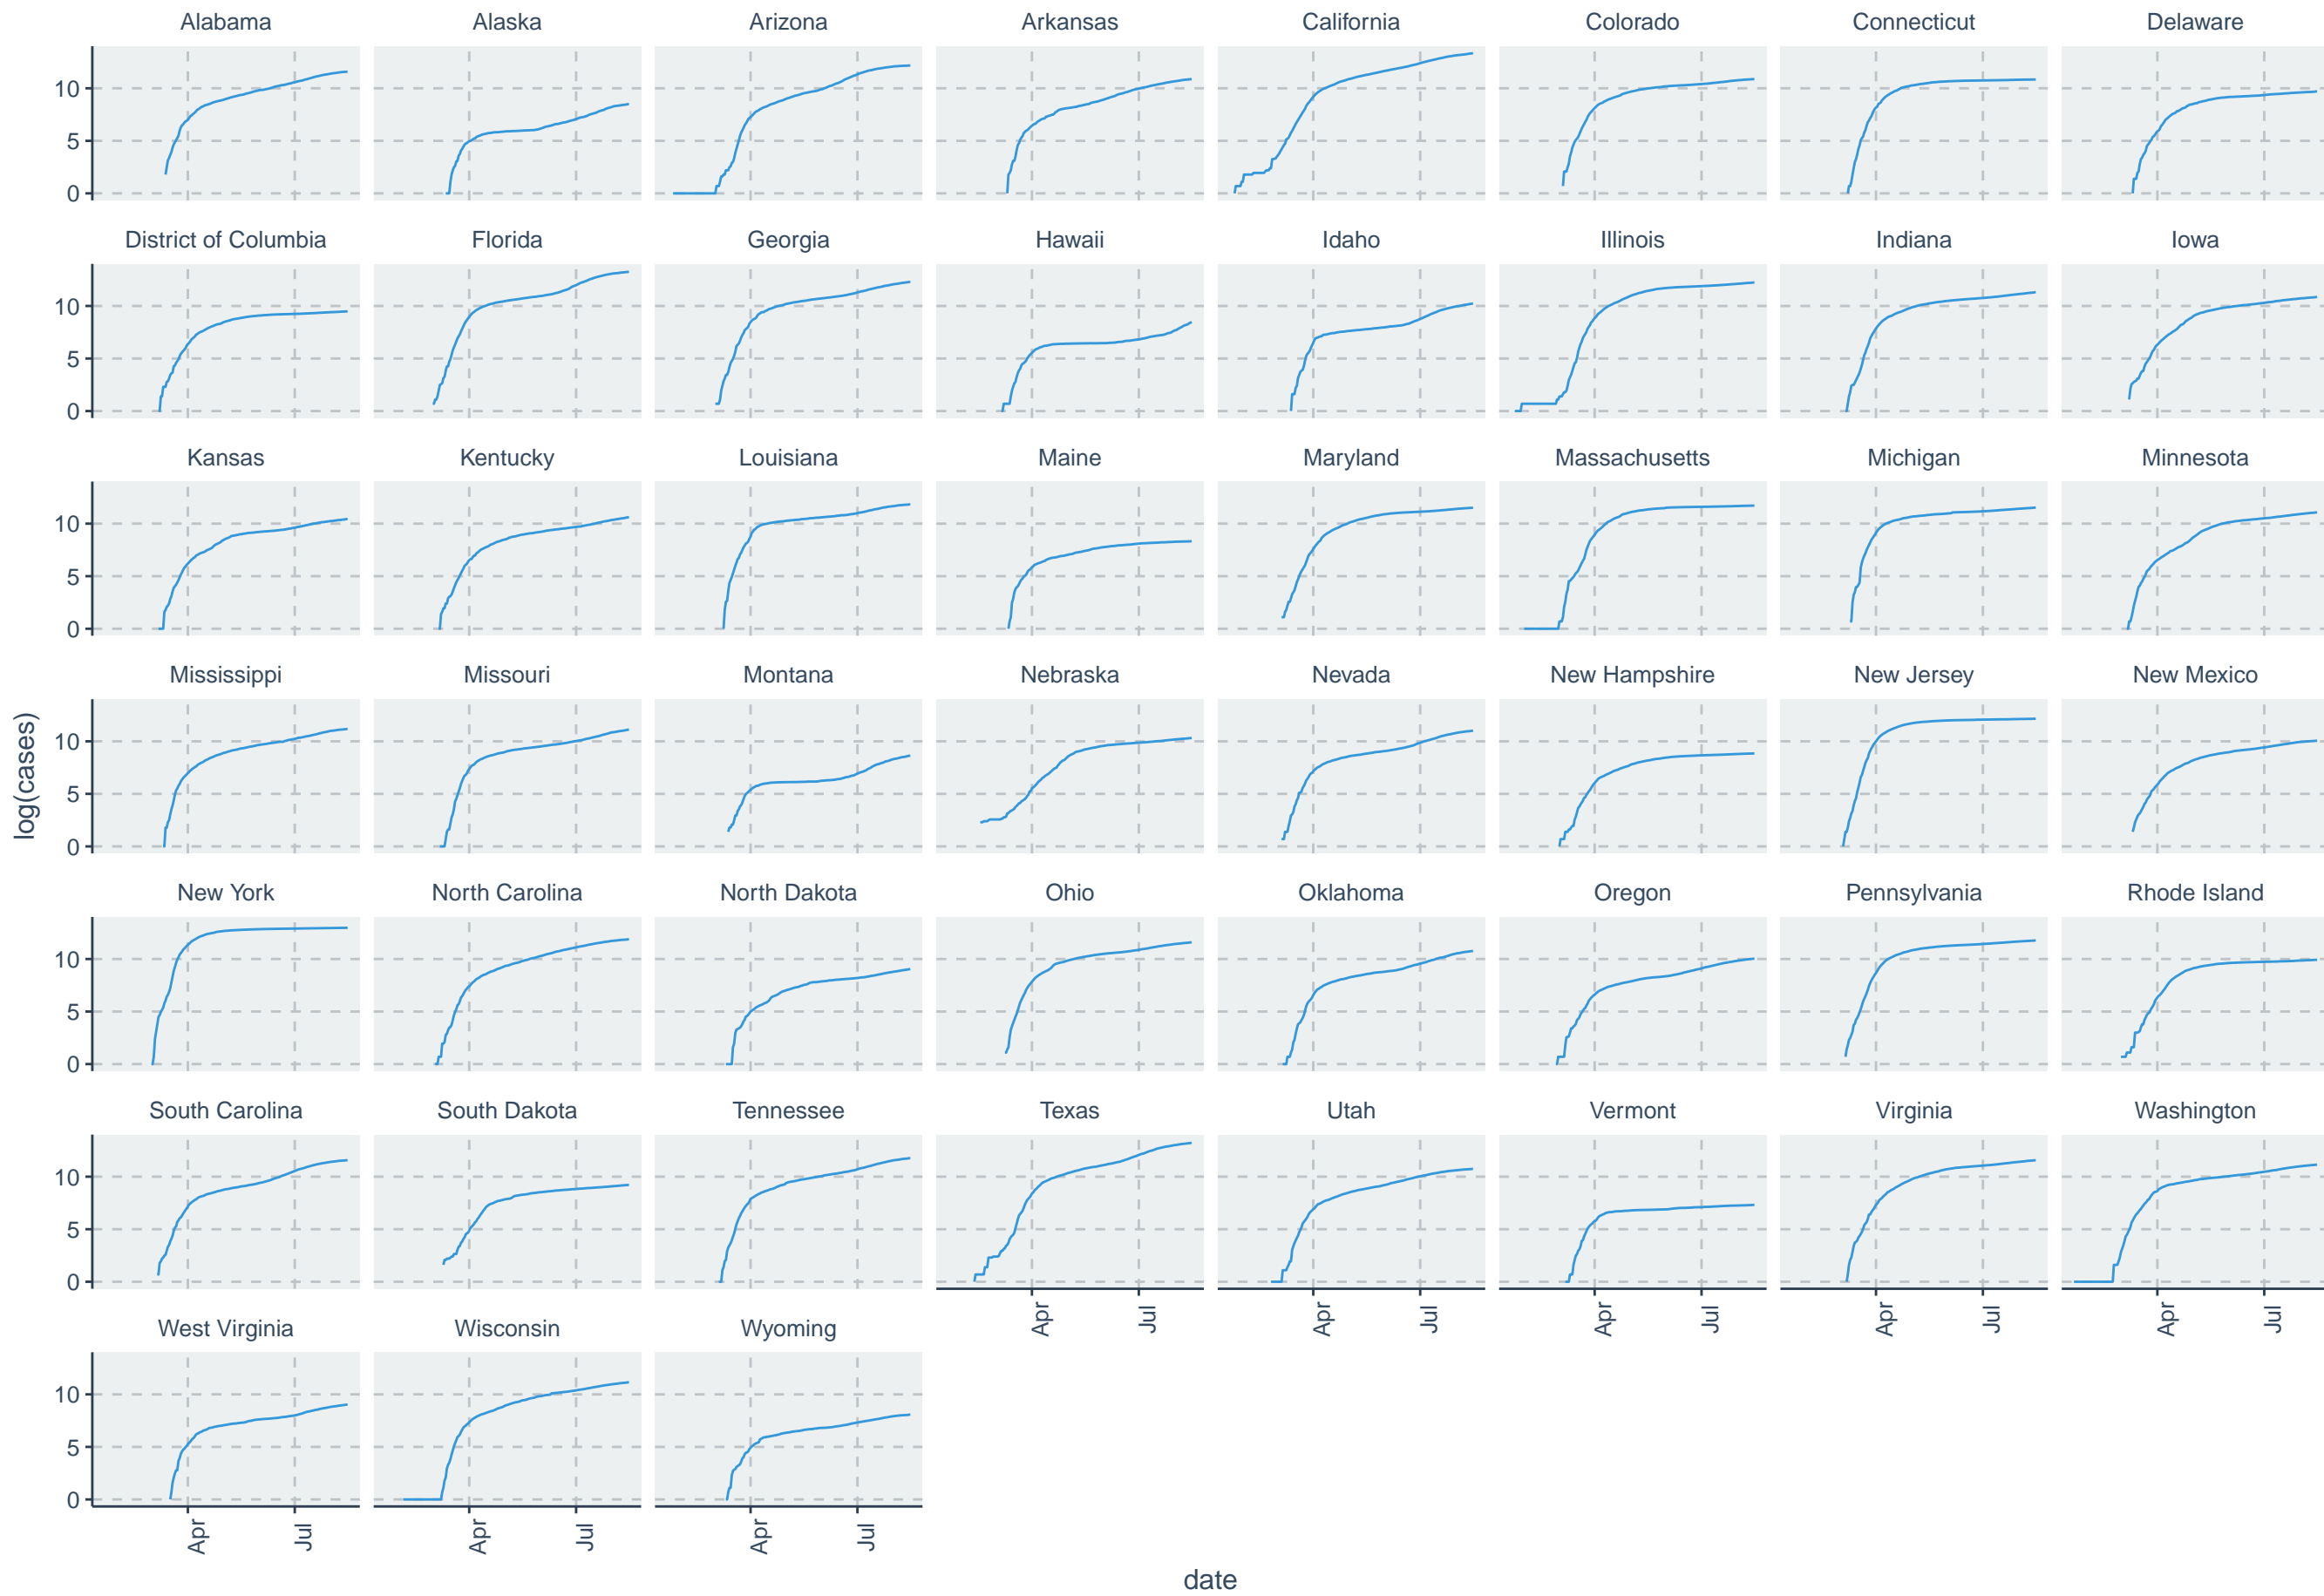 Alabama Alaska Arizona Arkansas California Colorado Connecticut Delaware
10
5
0
District of Columbia Florida Georgia Hawaii Idaho Illinois Indiana Iowa
10
5
0
Kansas Kentucky Louisiana Maine Maryland Massachusetts Michigan Minnesota
10
5
0
Mississippi Missouri Montana Nebraska Nevada New Hampshire New Jersey New Mexico
log(cases)
10
5
0
New York North Carolina North Dakota Ohio Oklahoma Oregon Pennsylvania Rhode Island
10
5
0
South Carolina South Dakota Tennessee Texas Utah Vermont Virginia Washington
10
5
0
Apr Jul Apr Jul Apr Jul Apr Jul Apr Jul
West Virginia Wisconsin Wyoming
10
5
0
Apr Jul Apr Jul Apr Jul
date